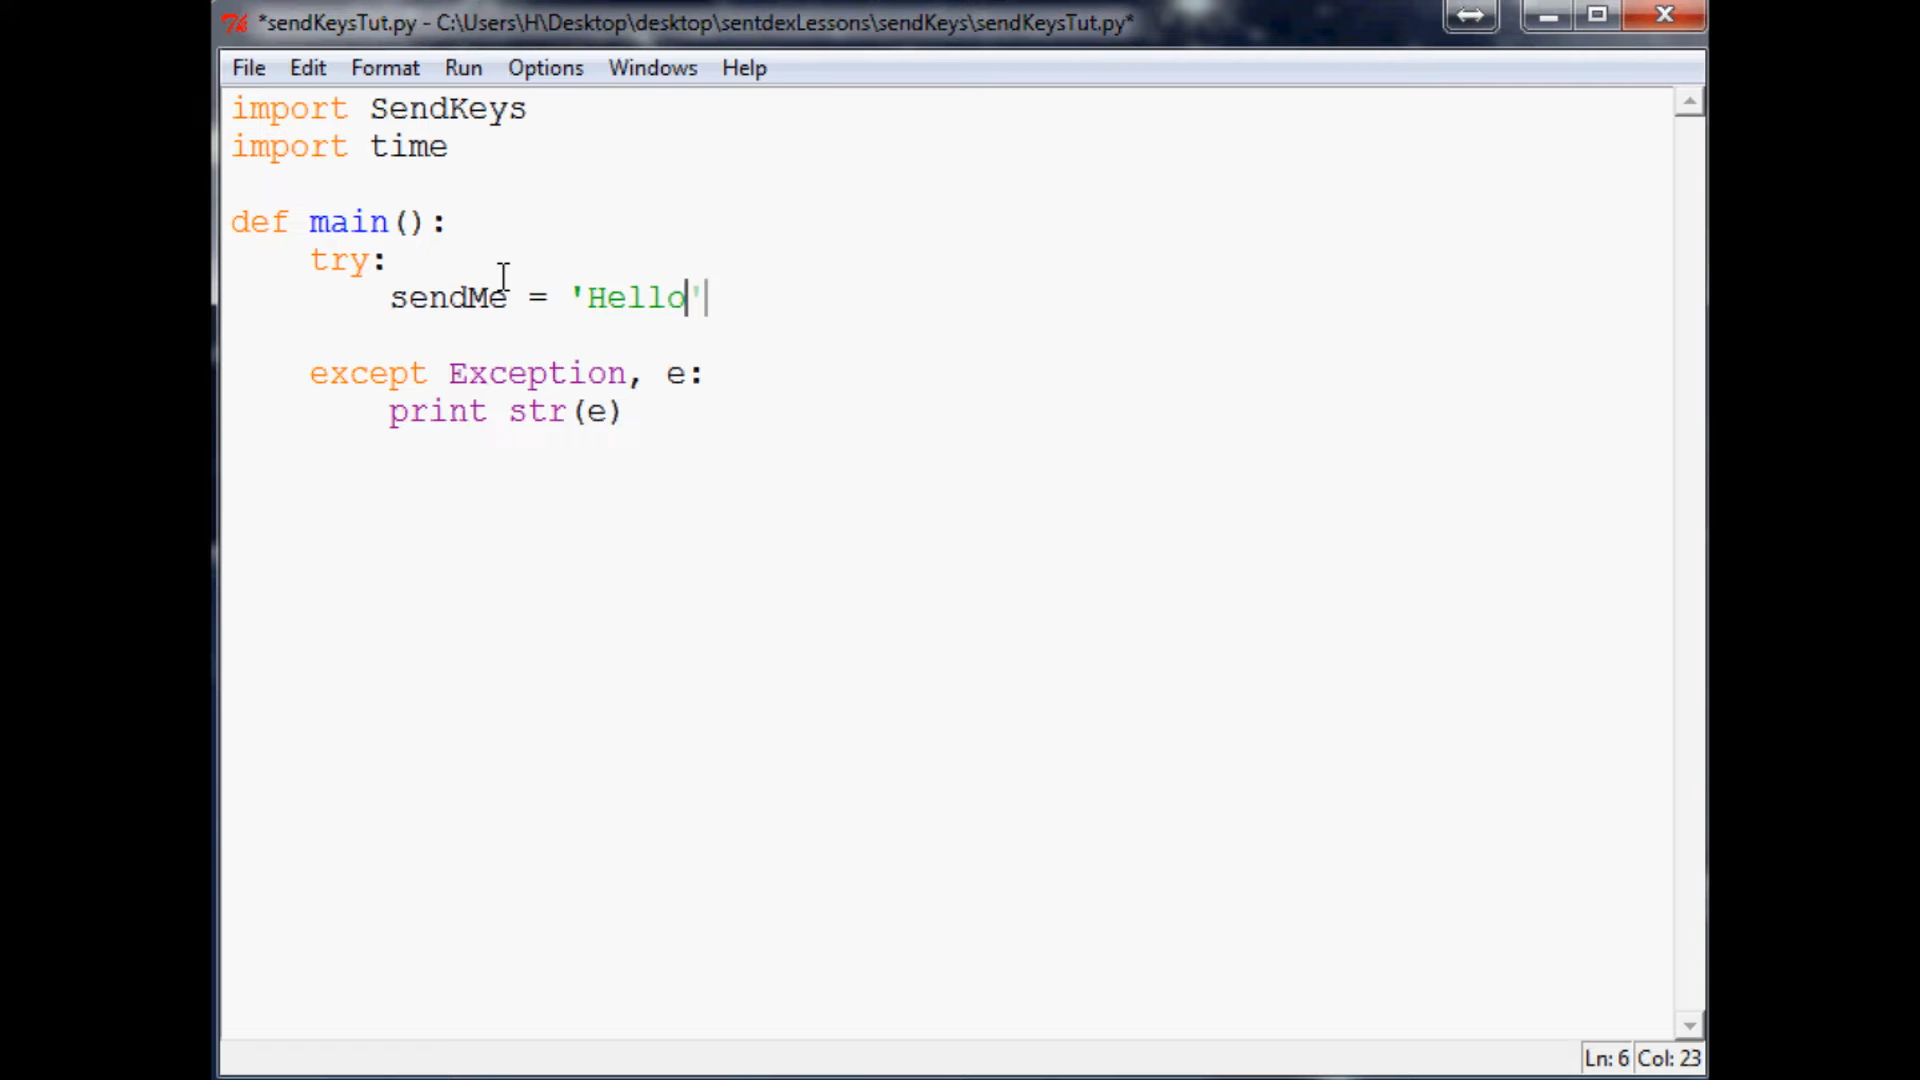 *sendKeysTut.py - C:\Users\H\Desktop\desktop\sentdexLessons\sendKeys\sendKeysTut.py*
File Edit Format Run Options Windows Help
import SendKeys
import time
def main():
try:
sendMe = 'Hello'
except Exception, e:
print str(e)
Ln: 6 Col: 23